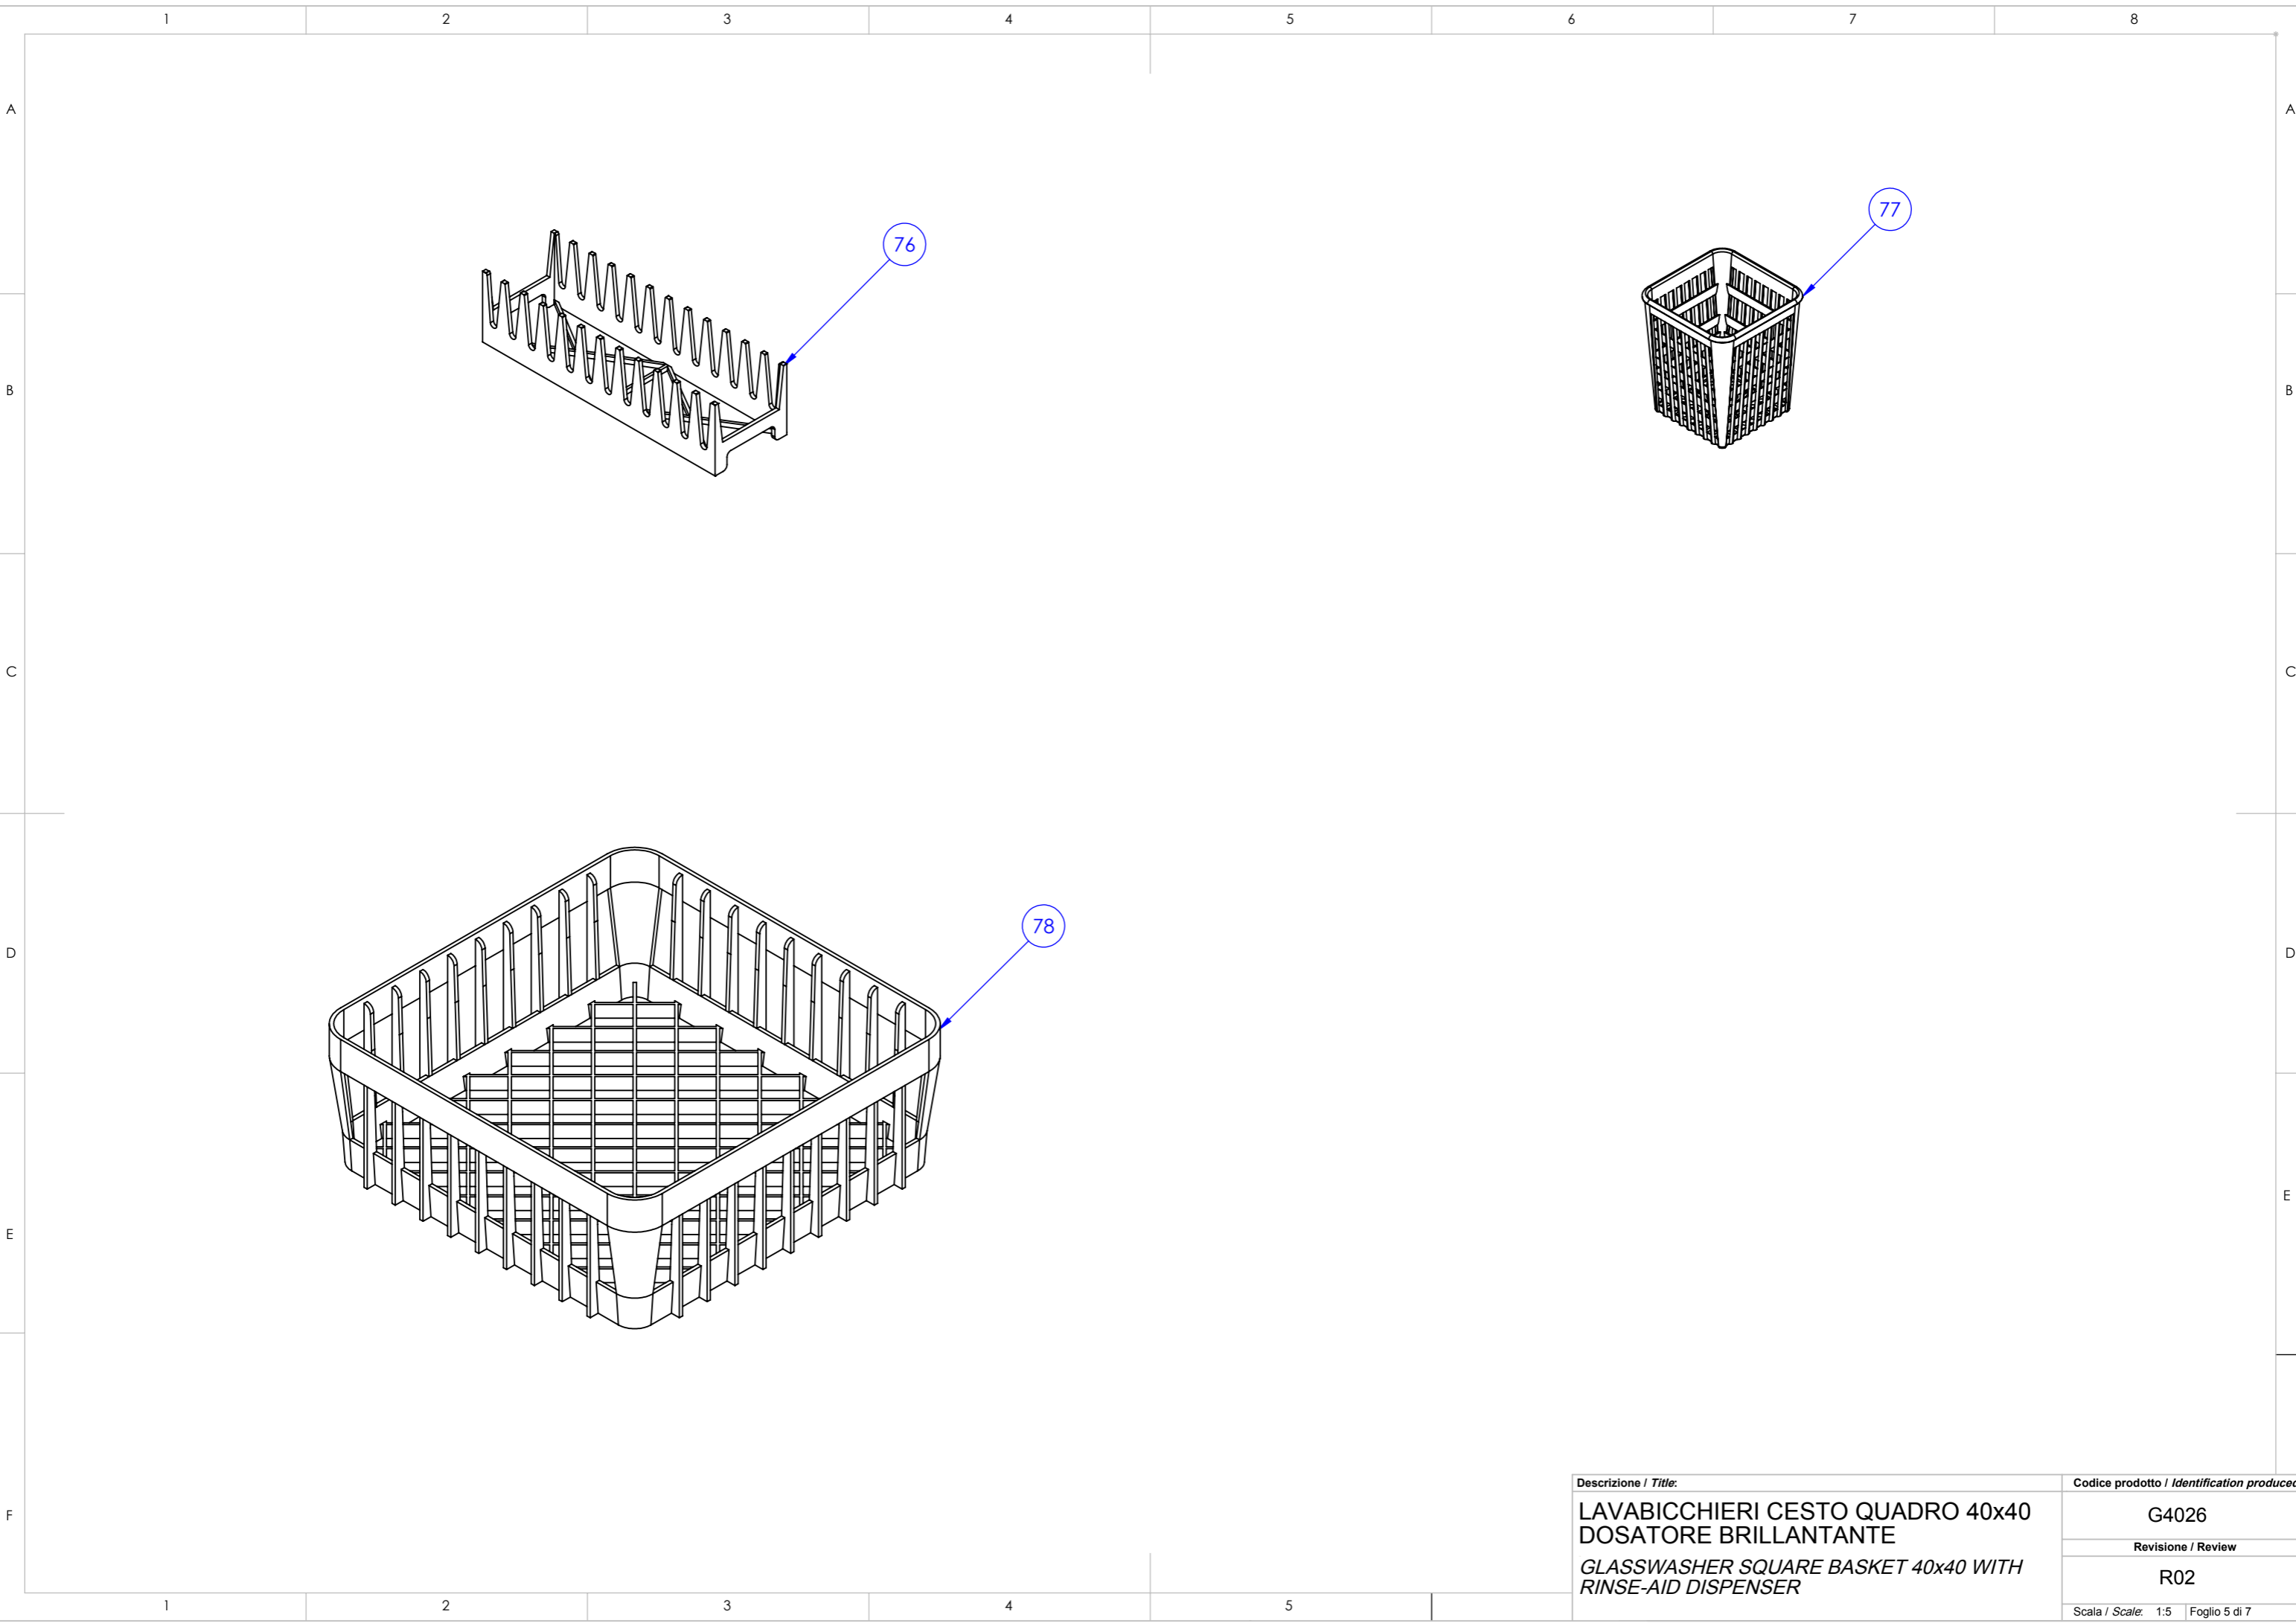 1 2 3 4 5 6 7 8
A A
76
77
B B
C C
78
D D
E
E
F
Descrizione / Title:
LAVABICCHIERI CESTO QUADRO 40x40
DOSATORE BRILLANTANTE
GLASSWASHER SQUARE BASKET 40x40 WITH
RINSE-AID DISPENSER
Codice prodotto / Identification produced
G4026
Revisione / Review
R02
Scala / Scale: 1:5 Foglio 5 di 7
1 2 3 4 5